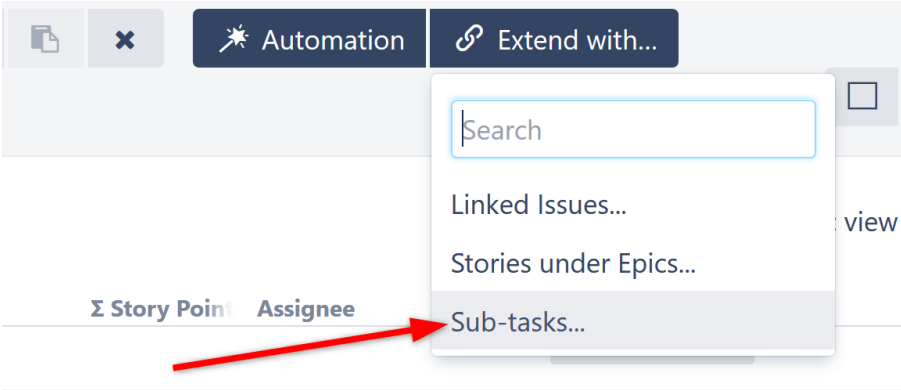 Automation
Extend with...
Search
Linked Issues...
view
Stories under Epics...
Σ Story Point
Assignee
Sub-tasks...